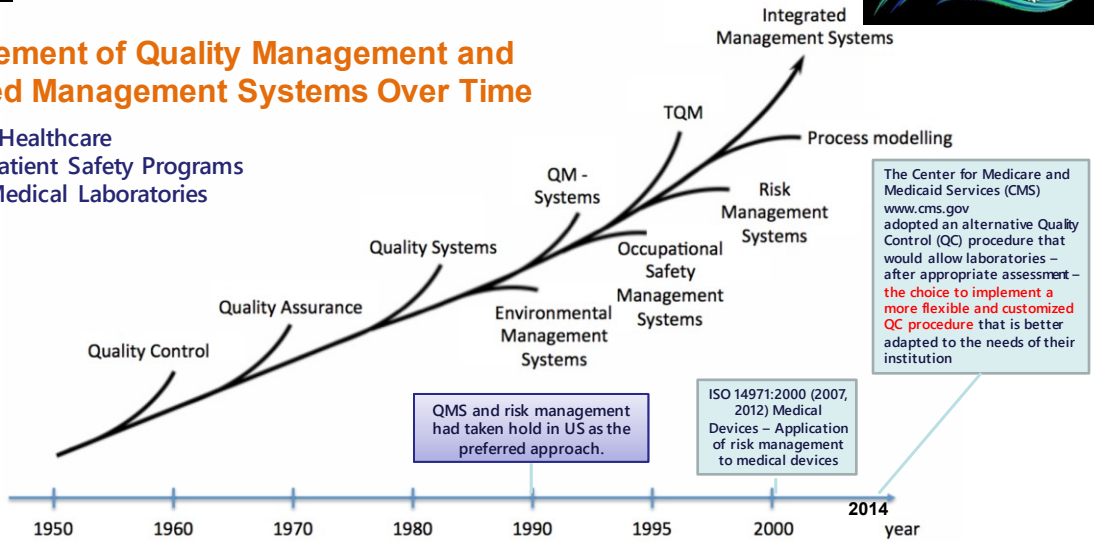 Integrated
Management Systems
ement of Quality Management and
ed Management Systems Over Time
Healthcare
atient Safety Programs
Medical Laboratories
TQM
Process modelling
QM -
Systems
Risk
Management
Systems
Quality Systems
Occupational
Safety
Management
Systems
Quality Assurance
Environmental
Management
Systems
Quality Control
The Center for Medicare and
Medicaid Services (CMS)
www.cms.gov
adopted an alternative Quality
Control (QC) procedure that
would allow laboratories –
after appropriate assessment –
the choice to implement a
more flexible and customized
QC procedure that is better
adapted to the needs of their
institution
QMS and risk management
had taken hold in US as the
preferred approach.
ISO 14971:2000 (2007,
2012) Medical
Devices – Application
of risk management
to medical devices
1950 1960 1970 1980 1990 1995 2000 2014 year